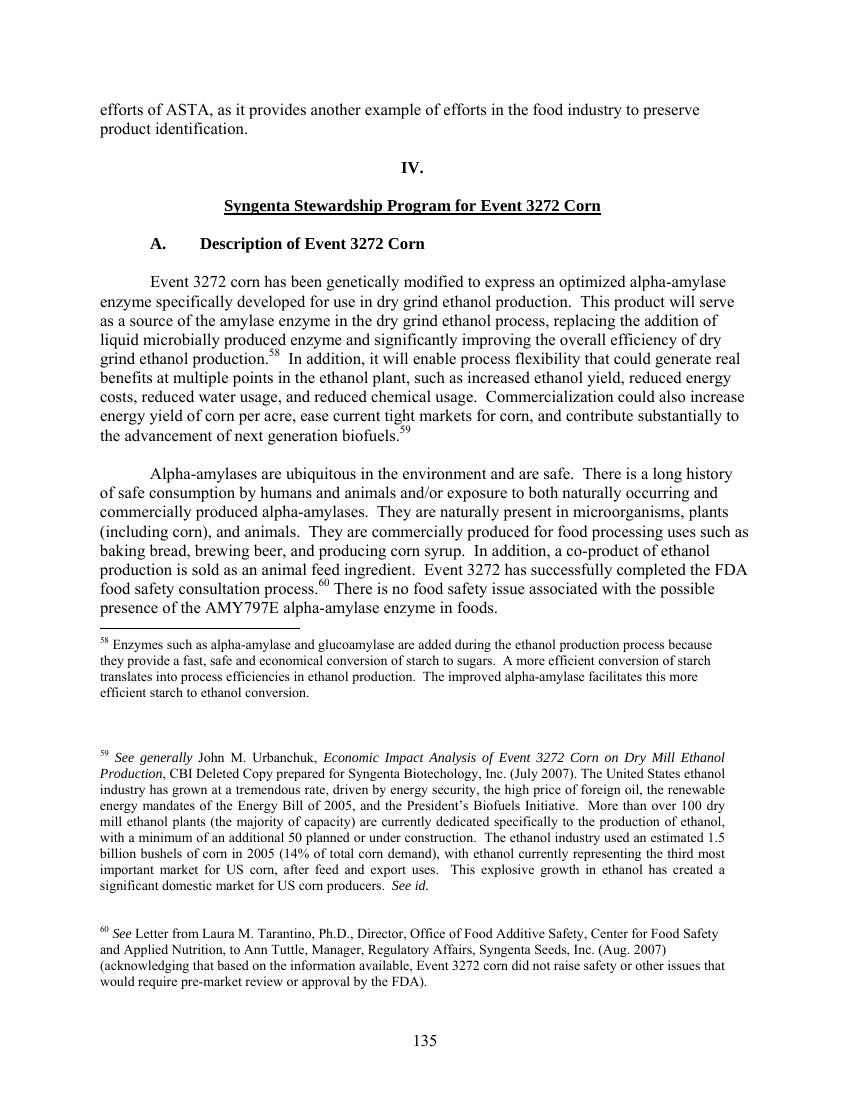 efforts of ASTA, as it provides another example of efforts in the food industry to preserve
product identification.
IV.
Syngenta Stewardship Program for Event 3272 Corn
A. Description of Event 3272 Corn
Event 3272 corn has been genetically modified to express an optimized alpha-amylase
enzyme specifically developed for use in dry grind ethanol production. This product will serve
as a source of the amylase enzyme in the dry grind ethanol process, replacing the addition of
liquid microbially produced enzyme and significantly improving the overall efficiency of dry
grind ethanol production.58 In addition, it will enable process flexibility that could generate real
benefits at multiple points in the ethanol plant, such as increased ethanol yield, reduced energy
costs, reduced water usage, and reduced chemical usage. Commercialization could also increase
energy yield of corn per acre, ease current tight markets for corn, and contribute substantially to
the advancement of next generation biofuels.59
Alpha-amylases are ubiquitous in the environment and are safe. There is a long history
of safe consumption by humans and animals and/or exposure to both naturally occurring and
commercially produced alpha-amylases. They are naturally present in microorganisms, plants
(including corn), and animals. They are commercially produced for food processing uses such as
baking bread, brewing beer, and producing corn syrup. In addition, a co-product of ethanol
production is sold as an animal feed ingredient. Event 3272 has successfully completed the FDA
food safety consultation process.60 There is no food safety issue associated with the possible
presence of the AMY797E alpha-amylase enzyme in foods.
58 Enzymes such as alpha-amylase and glucoamylase are added during the ethanol production process because
they provide a fast, safe and economical conversion of starch to sugars. A more efficient conversion of starch
translates into process efficiencies in ethanol production. The improved alpha-amylase facilitates this more
efficient starch to ethanol conversion.
59 See generally John M. Urbanchuk, Economic Impact Analysis of Event 3272 Corn on Dry Mill Ethanol
Production, CBI Deleted Copy prepared for Syngenta Biotechology, Inc. (July 2007). The United States ethanol
industry has grown at a tremendous rate, driven by energy security, the high price of foreign oil, the renewable
energy mandates of the Energy Bill of 2005, and the President's Biofuels Initiative. More than over 100 dry
mill ethanol plants (the majority of capacity) are currently dedicated specifically to the production of ethanol,
with a minimum of an additional 50 planned or under construction. The ethanol industry used an estimated 1.5
billion bushels of corn in 2005 (14% of total corn demand), with ethanol currently representing the third most
important market for US corn, after feed and export uses. This explosive growth in ethanol has created a
significant domestic market for US corn producers. See id.
60 See Letter from Laura M. Tarantino, Ph.D., Director, Office of Food Additive Safety, Center for Food Safety
and Applied Nutrition, to Ann Tuttle, Manager, Regulatory Affairs, Syngenta Seeds, Inc. (Aug. 2007)
(acknowledging that based on the information available, Event 3272 corn did not raise safety or other issues that
would require pre-market review or approval by the FDA).
135